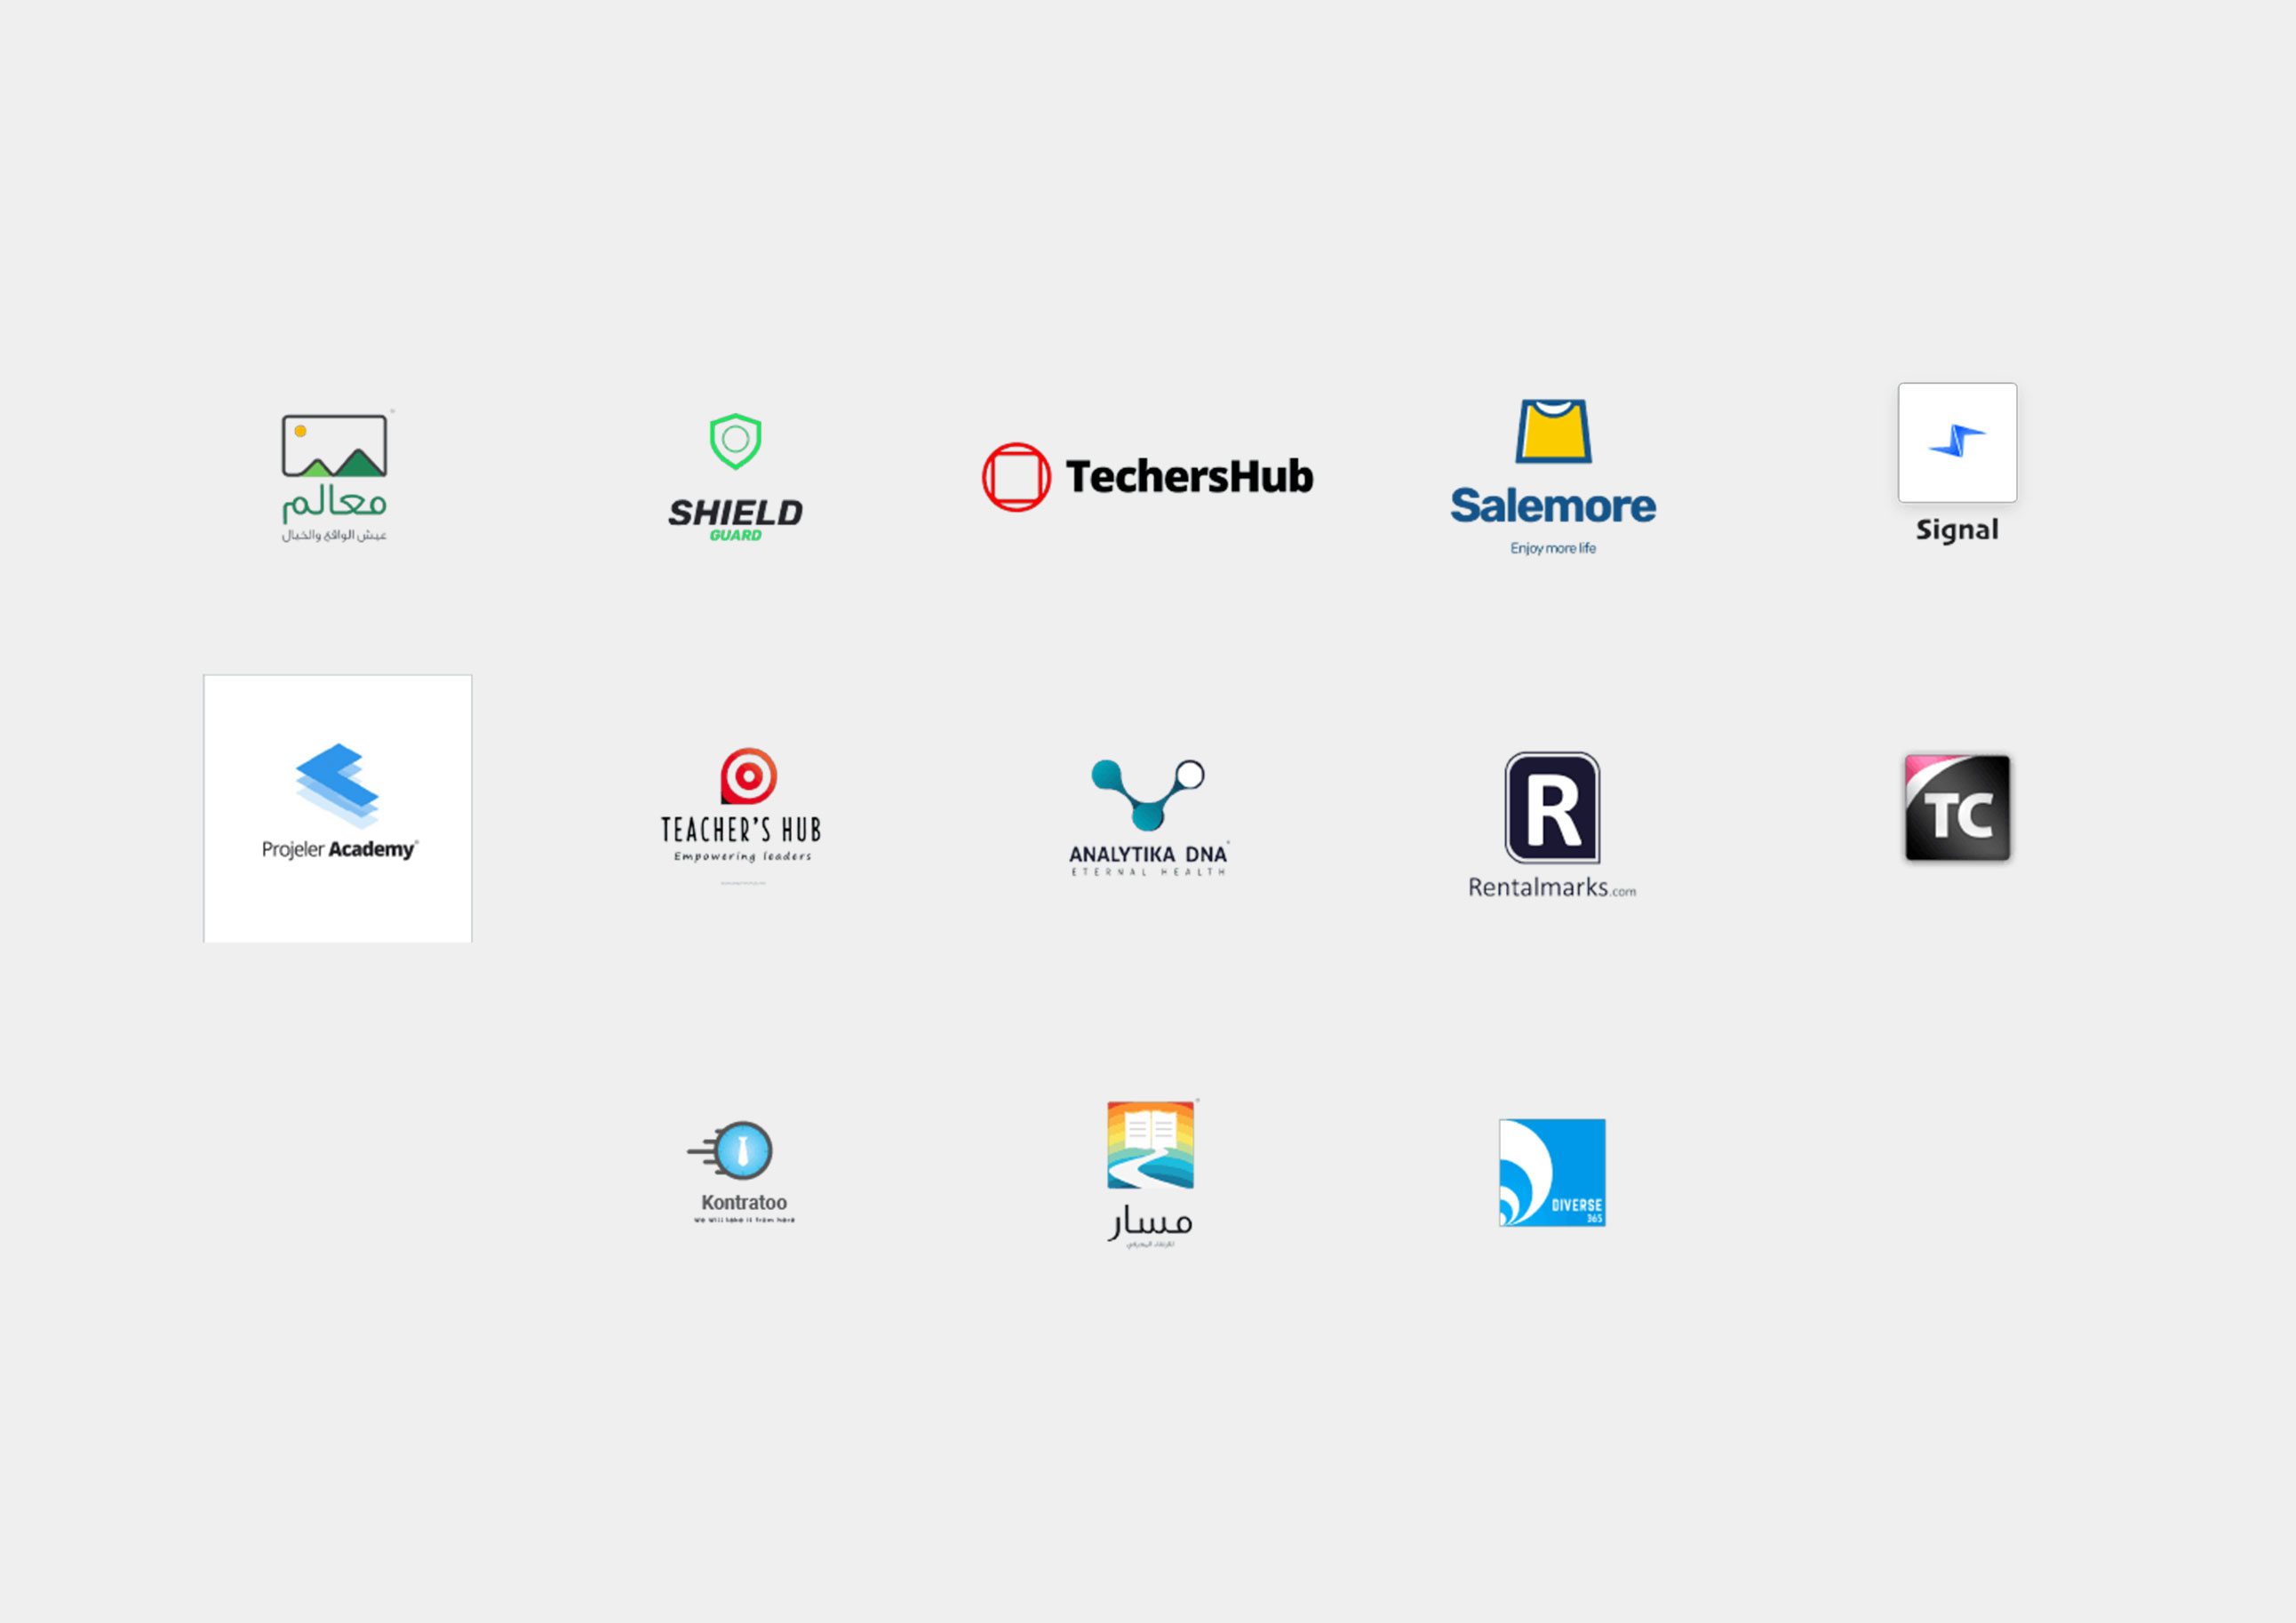 معالم
عيش الواقع والخيال
SHIELD
GUARD
TechersHub
Salemore
Enjoy more life
Signal
Projeler Academy
TEACHER'S HUB
Empowering leaders
ANALYTIKA DNA
ETERNAL HEALTH
R
Rentalmarks.com
TC
Kontratoo
We will take it from here
مسار
DIVERSE
365